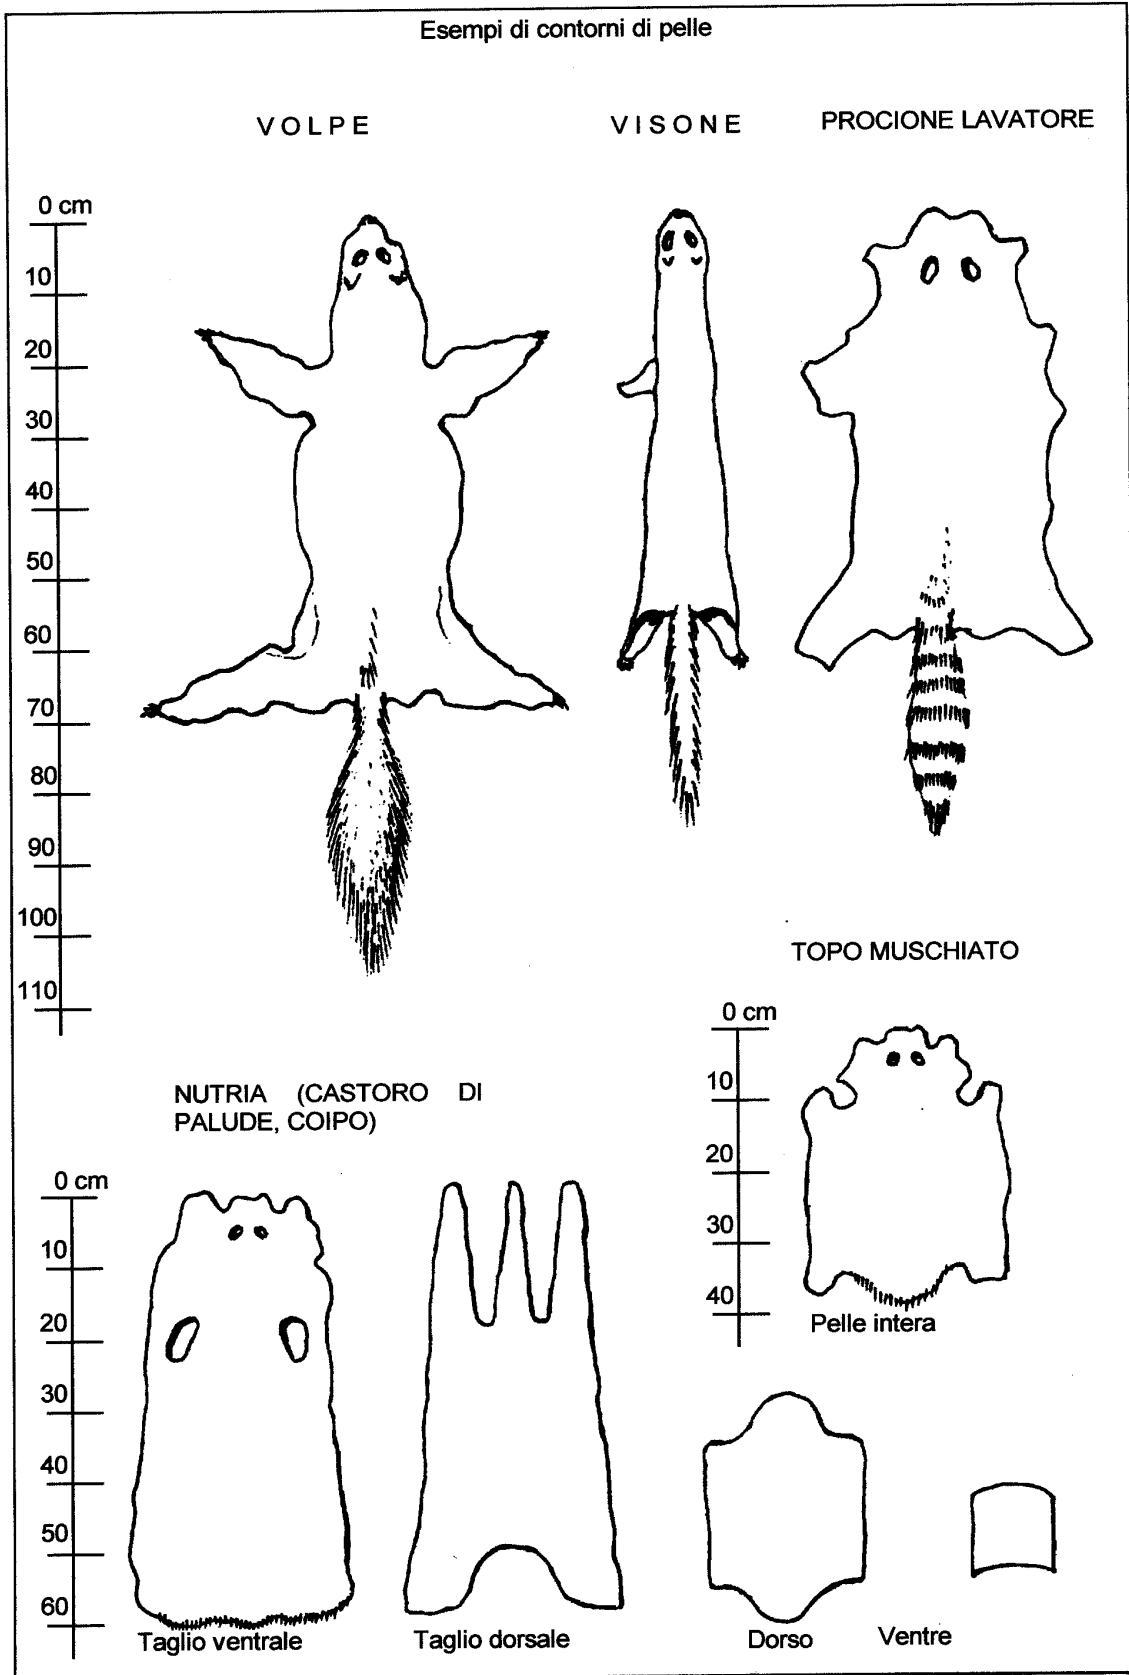 Esempi di contorni di pelle
VOLPE
VISONE
PROCIONE LAVATORE
0 cm
10
20
30
40
50
60
70
80
90
100
110
TOPO MUSCHIATO
0 cm
10
20
30
40
Pelle intera
NUTRIA (CASTORO DI
PALUDE, COIPO)
0 cm
10
20
30
40
50
60
Taglio ventrale
Taglio dorsale
Dorso
Ventre